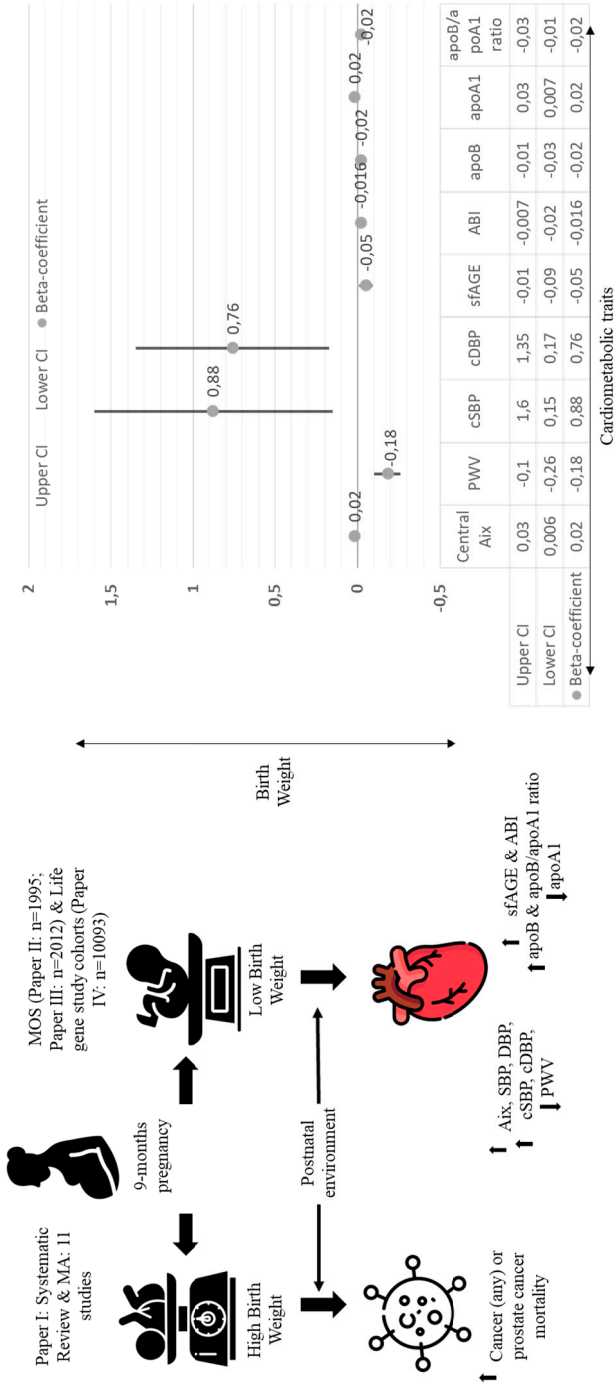 Paper I: Systematic
Review & MA: 11
studies
MOS (Paper II: n=1995;
Paper III: n=2012) & Life
gene study cohorts (Paper
IV: n=10093)
9-months
pregnancy
High Birth
Weight
Low Birth
Weight
Postnatal
environment
Cancer (any) or
prostate cancer
mortality
Aix, SBP, DBP,
cSBP, cDBP,
PWV
sfAGE & ABI
apoB & apoB/apoA1 ratio
apoA1
Birth
Weight
Upper CI Lower CI Beta-coefficient
2
1,5
1
0,5
0
-0,5
0,02
-0,18
0,88
0,76
-0,05
-0,016
-0,02
0,02
-0,02
Central Aix PWV cSBP cDBP sfAGE ABI apoB apoA1 apoB/a poA1 ratio
Upper CI 0,03 -0,1 1,6 1,35 -0,01 -0,007 -0,01 0,03 -0,03
Lower CI 0,006 -0,26 0,15 0,17 -0,09 -0,02 -0,03 0,007 -0,01
Beta-coefficient 0,02 -0,18 0,88 0,76 -0,05 -0,016 -0,02 0,02 -0,02
Cardiometabolic traits